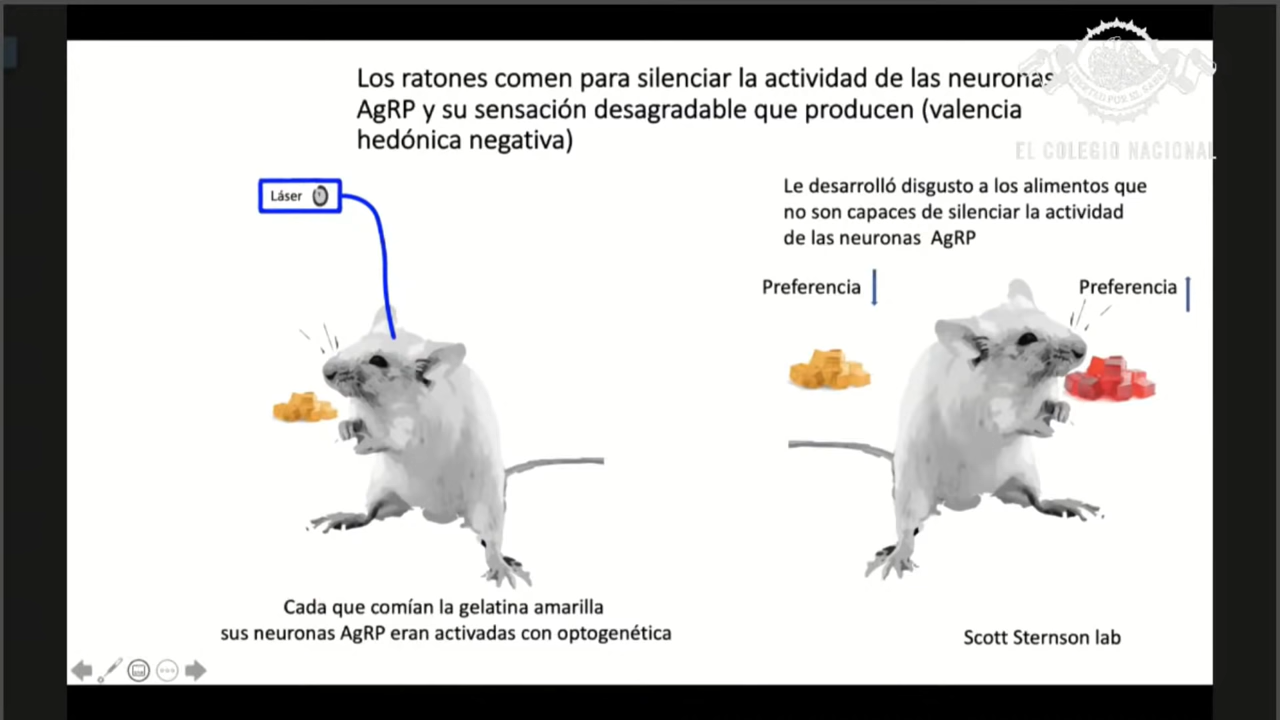 Los ratones comen para silenciar la actividad de las neuronas
AgRP y su sensación desagradable que producen (valencia
hedónica negativa)
EL COLEGIO NACIONAL
Láser
Le desarrolló disgusto a los alimentos que
no son capaces de silenciar la actividad
de las neuronas AgRP
Preferencia
Preferencia
Cada que comían la gelatina amarilla
sus neuronas AgRP eran activadas con optogenética
Scott Sternson lab